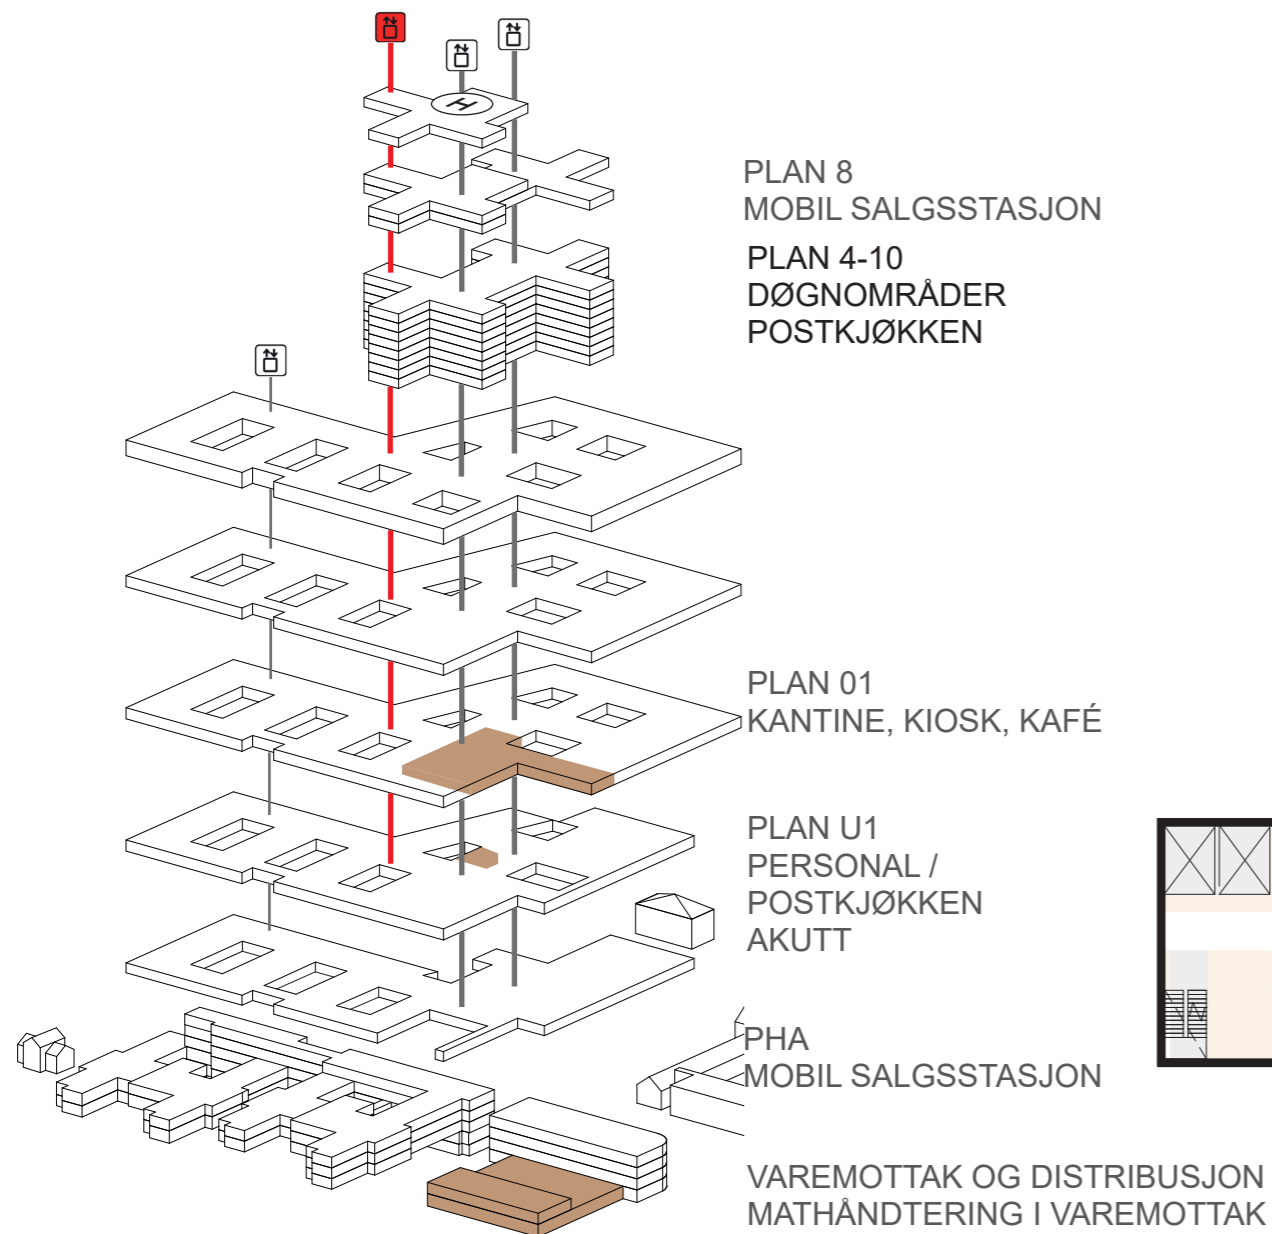 H
PLAN 8
MOBIL SALGSSTASJON
PLAN 4-10
DØGNOMRÅDER
POSTKJØKKEN
PLAN 01
KANTINE, KIOSK, KAFÉ
PLAN U1
PERSONAL /
POSTKJØKKEN
AKUTT
PHA
MOBIL SALGSSTASJON
VAREMOTTAK OG DISTRIBUSJON
MATHÅNDTERING I VAREMOTTAK